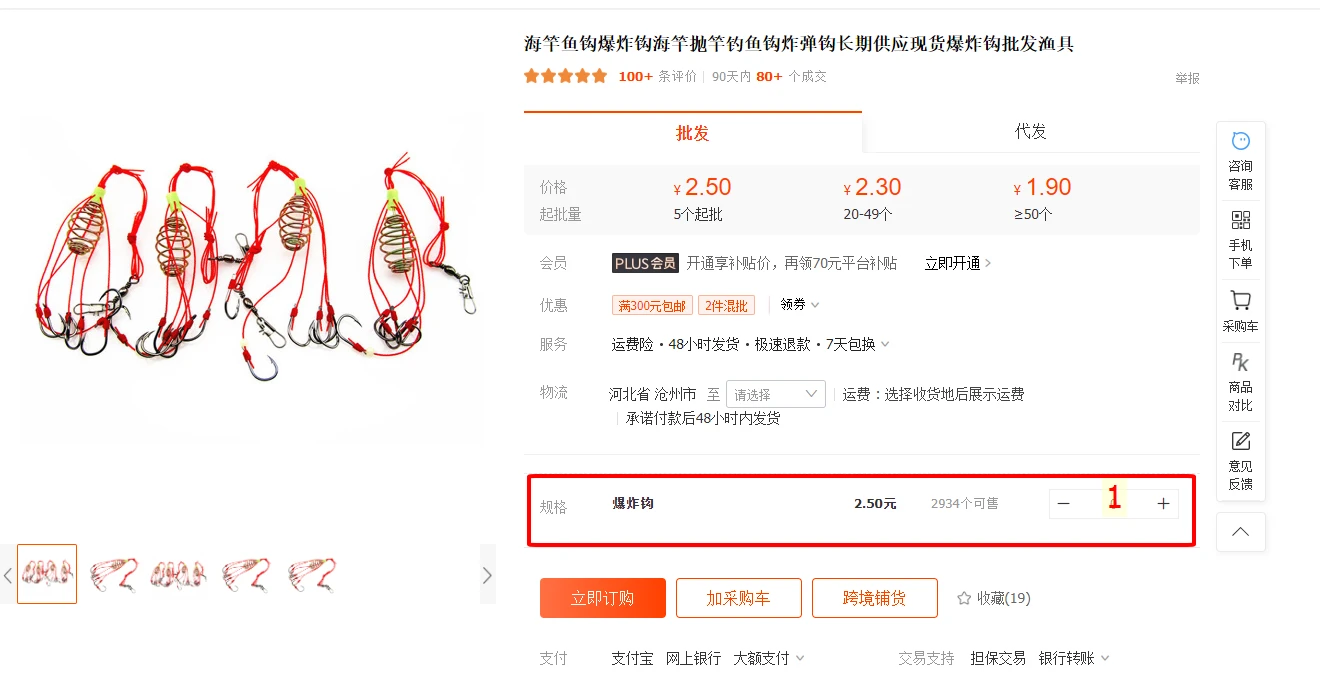 海竿鱼钩爆炸钩海竿抛竿钓鱼钩炸弹钩长期供应现货爆炸钩批发渔具
100+ 条评价 90天内 80+ 个成交
举报
批发 代发
价格 ¥2.50 ¥2.30 ¥1.90
起批量 5个起批 20-49个 ≥50个
会员 PLUS会员 开通享补贴价，再领70元平台补贴 立即开通
优惠 满300元包邮 2件混批 领券
服务 运费险·48小时发货·极速退款·7天包换
物流 河北省 沧州市 至 请选择 运费：选择收货地后展示运费
承诺付款后48小时内发货
规格 爆炸钩 2.50元 2934个可售 − 1 +
立即订购 加采购车 跨境铺货 收藏(19)
支付 支付宝 网上银行 大额支付 交易支持 担保交易 银行转账
咨询
客服
手机
下单
采购车
PK
商品
对比
意见
反馈